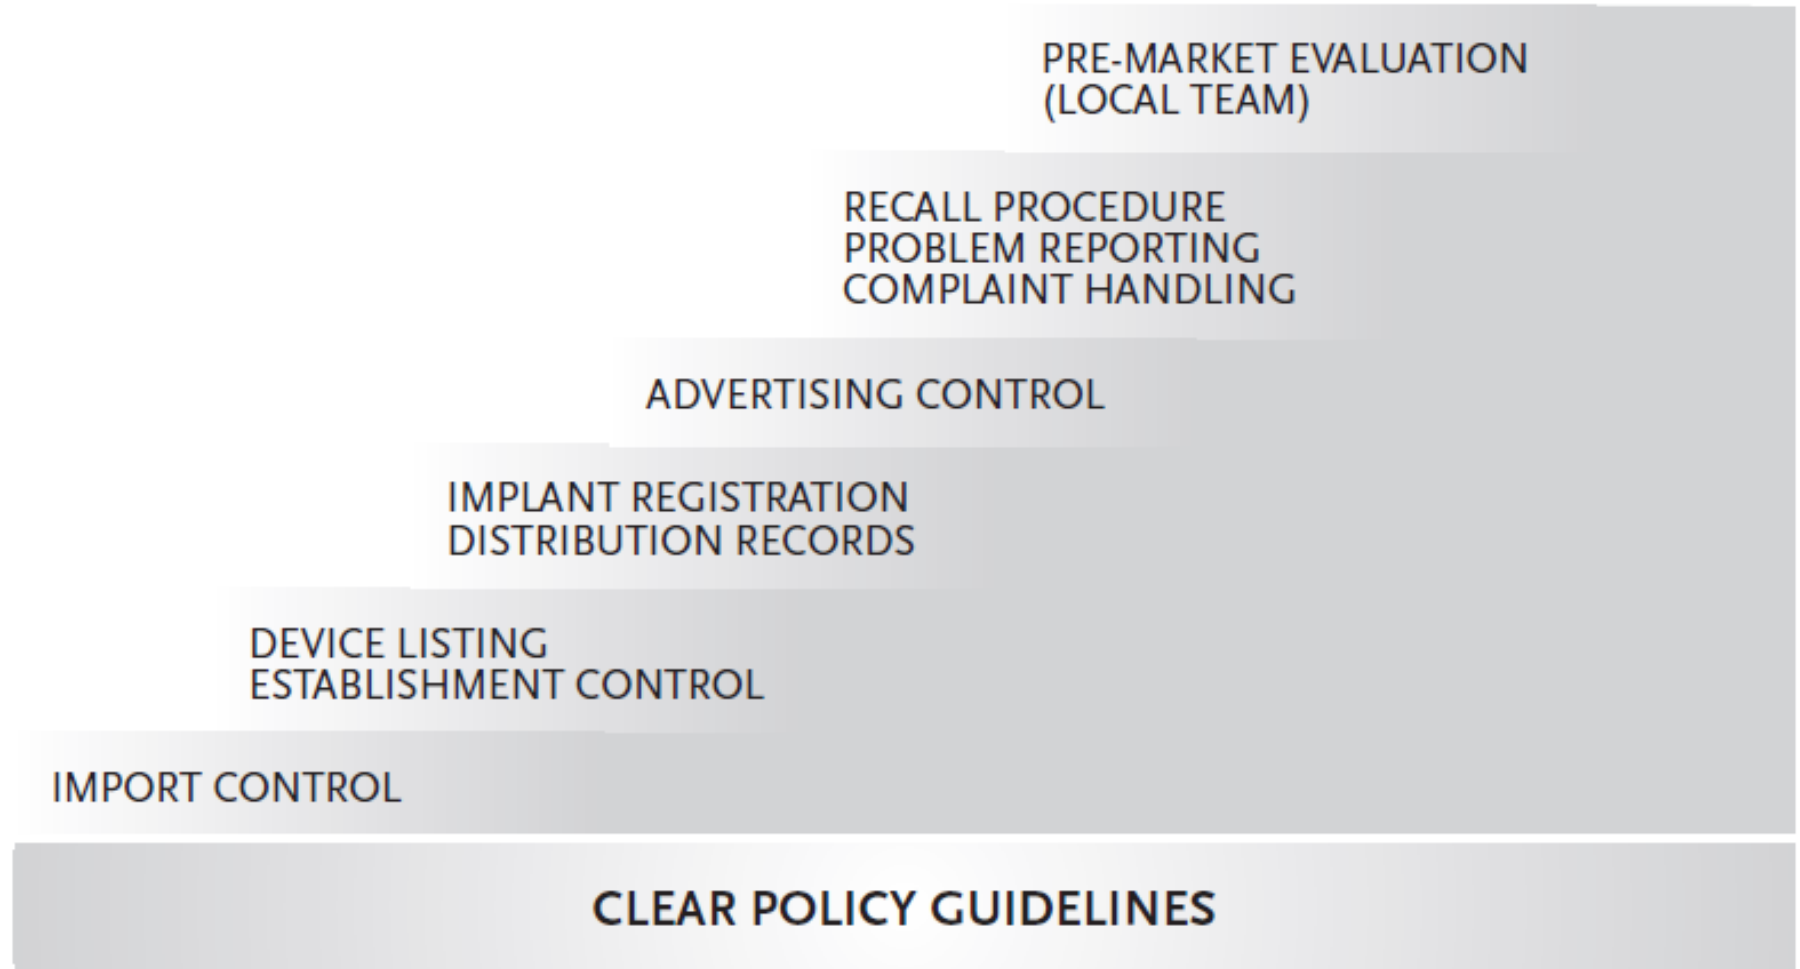 PRE-MARKET EVALUATION
(LOCAL TEAM)
RECALL PROCEDURE
PROBLEM REPORTING
COMPLAINT HANDLING
ADVERTISING CONTROL
IMPLANT REGISTRATION
DISTRIBUTION RECORDS
DEVICE LISTING
ESTABLISHMENT CONTROL
IMPORT CONTROL
CLEAR POLICY GUIDELINES